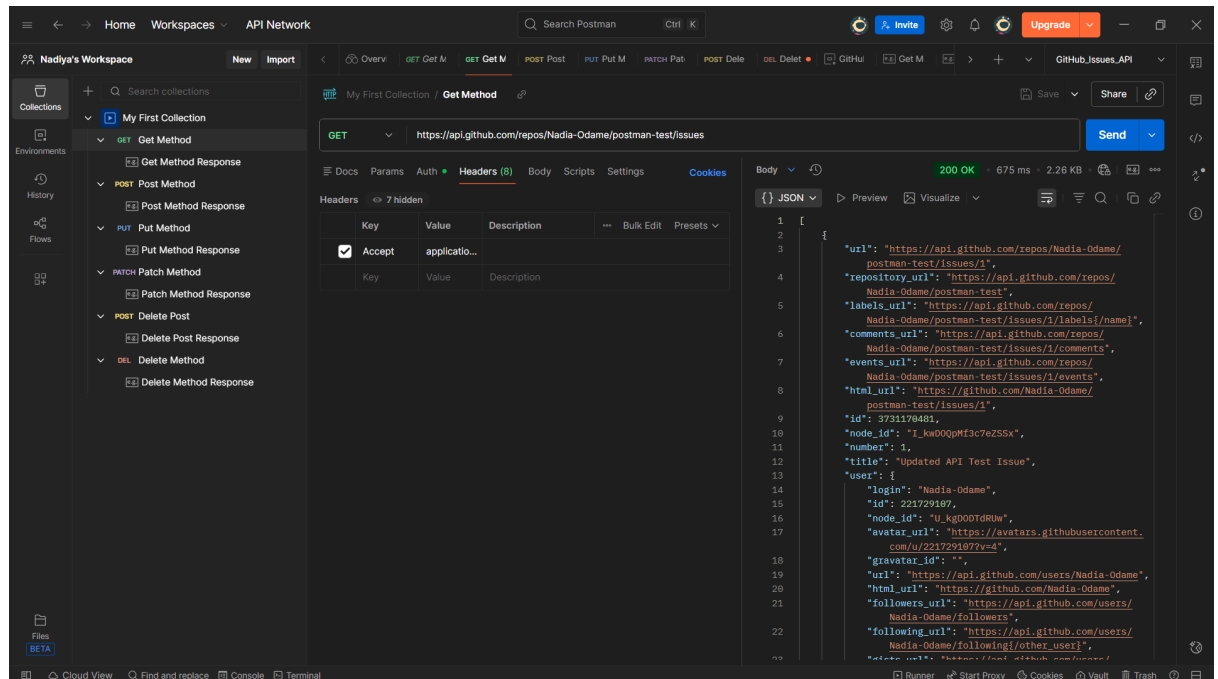 Home Workspaces API Network Search Postman Ctrl K Invite Upgrade
Nadiya's Workspace New Import
Overv GET Get M GET Get M POST Post PUT Put M PATCH Pat POST Dele DEL Delet GitHu Get M GitHub_Issues_API
Collections
Environments
History
Flows
Files
BETA
Search collections
My First Collection
GET Get Method
Get Method Response
POST Post Method
Post Method Response
PUT Put Method
Put Method Response
PATCH Patch Method
Patch Method Response
POST Delete Post
Delete Post Response
DEL Delete Method
Delete Method Response
HTTP My First Collection / Get Method Save Share
GET https://api.github.com/repos/Nadia-Odame/postman-test/issues Send
Docs Params Auth Headers (8) Body Scripts Settings Cookies
Headers 7 hidden
Key Value Description Bulk Edit Presets
Accept applicatio...
Key Value Description
Body 200 OK 675 ms 2.26 KB
{} JSON Preview Visualize
1 [
2 {
3 "url": "https://api.github.com/repos/Nadia-Odame/
postman-test/issues/1",
4 "repository_url": "https://api.github.com/repos/
Nadia-Odame/postman-test",
5 "labels_url": "https://api.github.com/repos/
Nadia-Odame/postman-test/issues/1/labels{/name}",
6 "comments_url": "https://api.github.com/repos/
Nadia-Odame/postman-test/issues/1/comments",
7 "events_url": "https://api.github.com/repos/
Nadia-Odame/postman-test/issues/1/events",
8 "html_url": "https://github.com/Nadia-Odame/
postman-test/issues/1",
9 "id": 3731170481,
10 "node_id": "I_kwDOQpMf3c7eZSSx",
11 "number": 1,
12 "title": "Updated API Test Issue",
13 "user": {
14 "login": "Nadia-Odame",
15 "id": 221729107,
16 "node_id": "U_kgDODTdRUw",
17 "avatar_url": "https://avatars.githubusercontent.
com/u/221729107?v=4",
18 "gravatar_id": "",
19 "url": "https://api.github.com/users/Nadia-Odame",
20 "html_url": "https://github.com/Nadia-Odame",
21 "followers_url": "https://api.github.com/users/
Nadia-Odame/followers",
22 "following_url": "https://api.github.com/users/
Nadia-Odame/following{/other_user}",
23 "gists_url": "https://api.github.com/users/
Cloud View Find and replace Console Terminal Runner Start Proxy Cookies Vault Trash